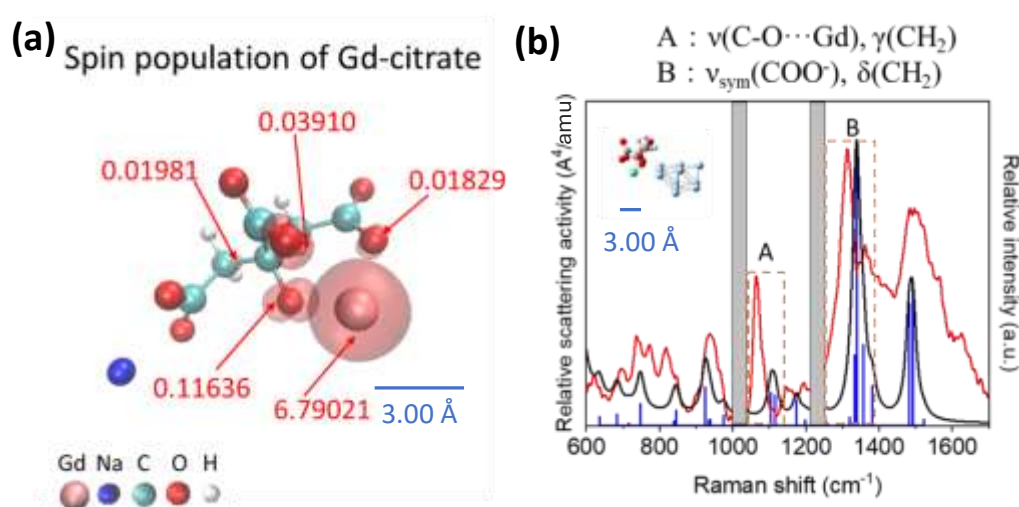 (a)
Spin population of Gd-citrate
0.03910
0.01981
0.01829
0.11636
6.79021
3.00 Å
Gd Na C O H
(b)
A : ν(C-O···Gd), γ(CH₂)
B : νsym(COO⁻), δ(CH₂)
Relative scattering activity (A⁴/amu)
3.00 Å
A
B
Relative intensity (a.u.)
600 800 1000 1200 1400 1600
Raman shift (cm⁻¹)